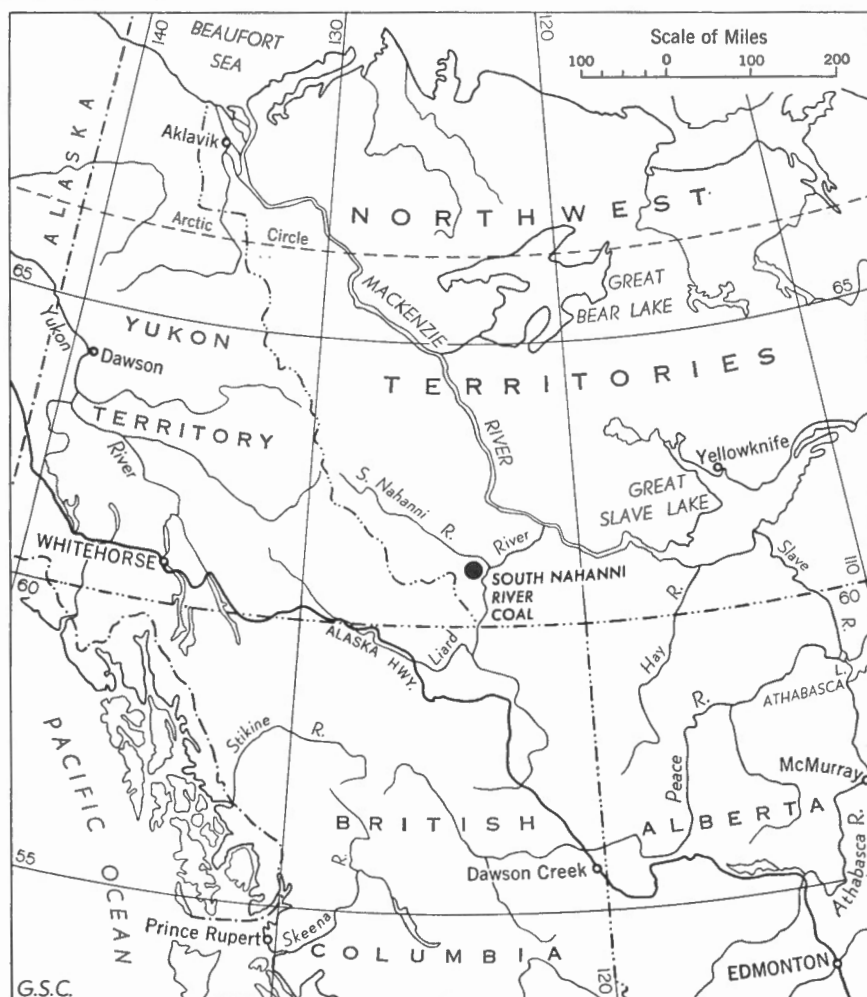 140
BEAUFORT
SEA
130
120
Scale of Miles
100 0 100 200
Aklavik
ALASKA
NORTHWEST
Arctic Circle
65
MACKENZIE
GREAT
BEAR LAKE
65
Yukon
YUKON
Dawson
TERRITORIES
TERRITORY
River
RIVER
Yellowknife
S. Nahanni R.
GREAT
SLAVE LAKE
River
Slave
R.
WHITEHORSE
SOUTH NAHANNI
RIVER
COAL
110
60
60
ALASKA HWY.
Liard
Hay
R.
L.
ATHABASCA
Stikine R.
R.
Peace
McMurray
PACIFIC OCEAN
BRITISH
ALBERTA
R.
55
Dawson Creek
Athabasca R.
Prince Rupert
Skeena
COLUMBIA
120
EDMONTON
G.S.C.